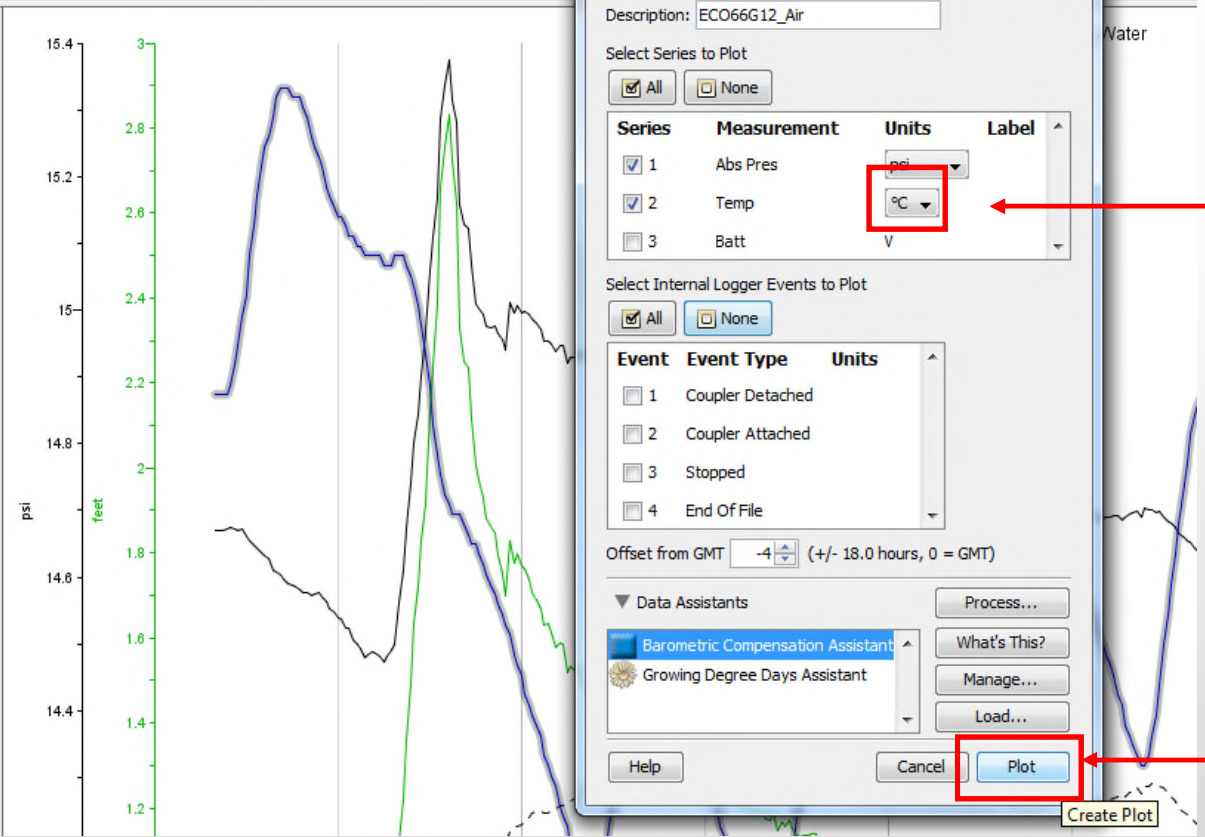 Description: ECO66G12_Air
Water
Select Series to Plot
All None
Series Measurement Units Label
1 Abs Pres psi
2 Temp °C
3 Batt V
Select Internal Logger Events to Plot
All None
Event Event Type Units
1 Coupler Detached
2 Coupler Attached
3 Stopped
4 End Of File
Offset from GMT -4 (+/- 18.0 hours, 0 = GMT)
Data Assistants
Process...
Barometric Compensation Assistant
What's This?
Growing Degree Days Assistant
Manage...
Load...
Help Cancel Plot
Create Plot
psi
15.4
15.2
15
14.8
14.6
14.4
feet
3
2.8
2.6
2.4
2.2
2
1.8
1.6
1.4
1.2